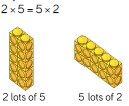 2 × 5 = 5 × 2
2 lots of 5
5 lots of 2